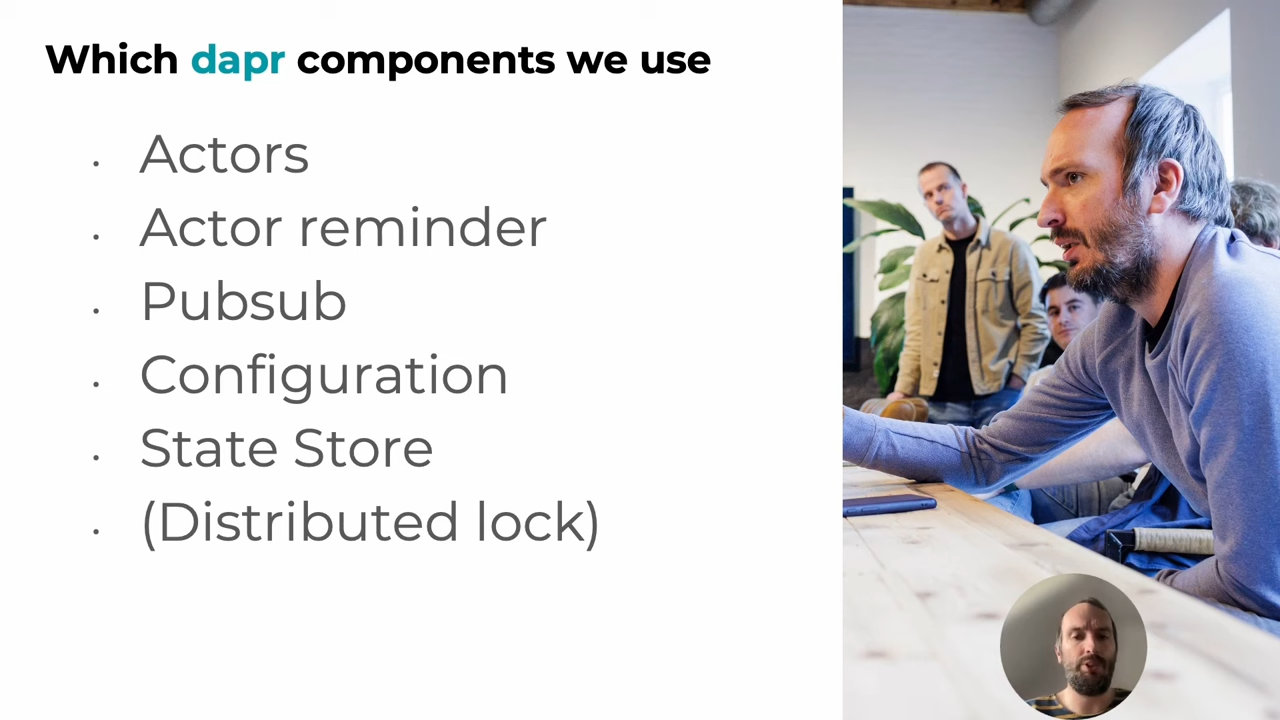 Which dapr components we use
Actors
Actor reminder
Pubsub
Configuration
State Store
(Distributed lock)